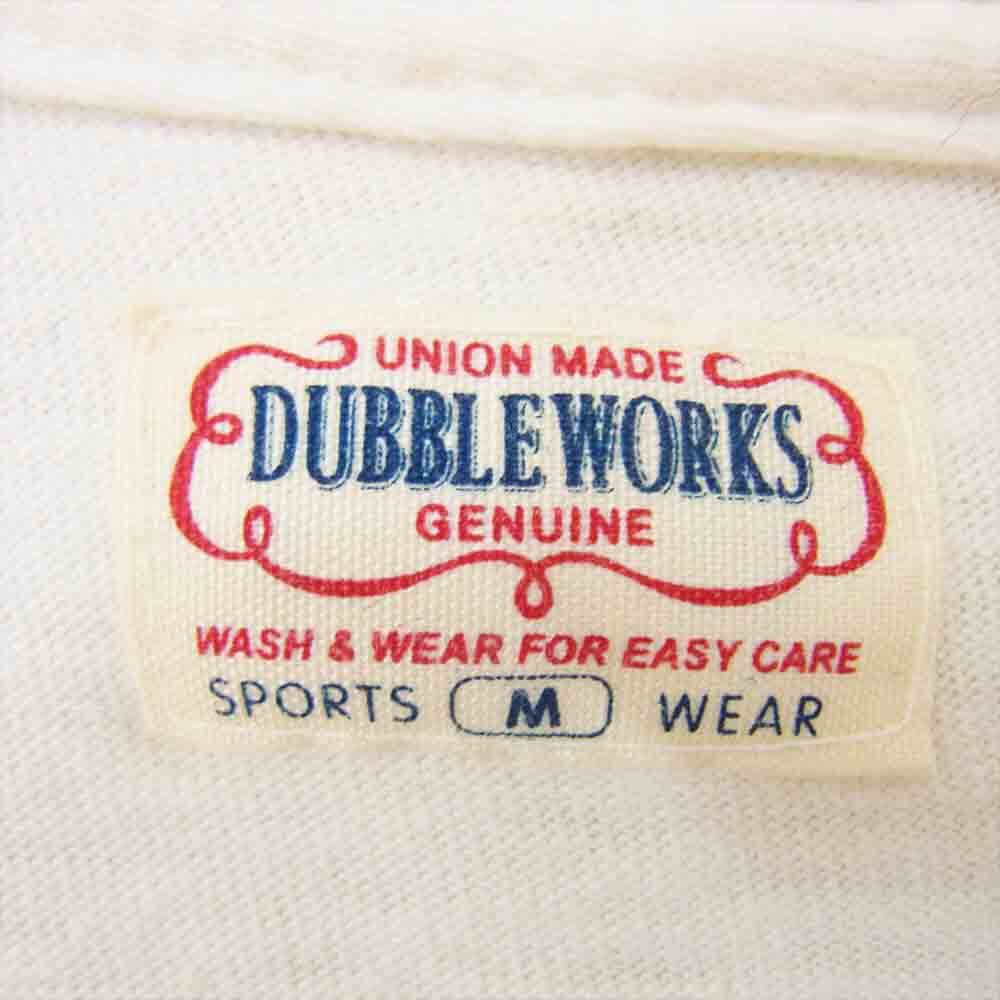 UNION MADE
DUBBLEWORKS
GENUINE
WASH & WEAR FOR EASY CARE
SPORTS M WEAR